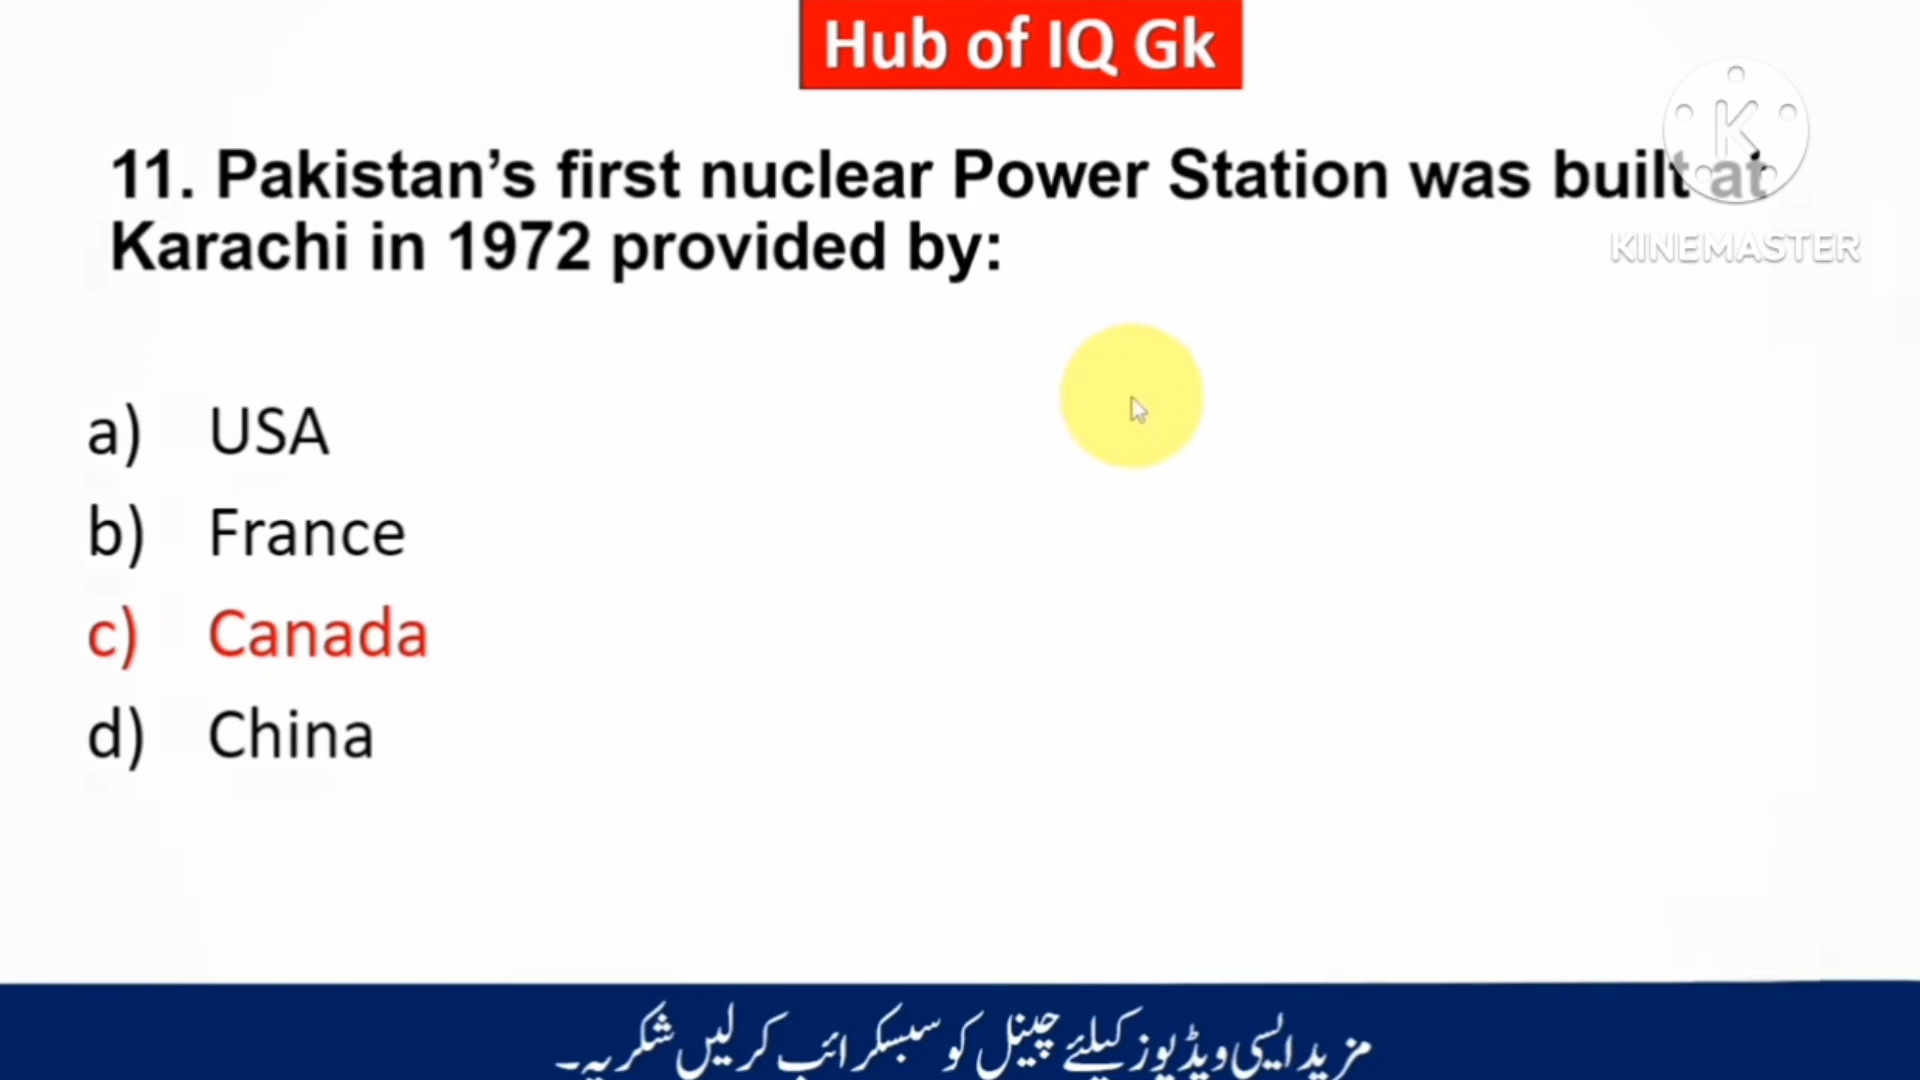 Hub of IQ Gk
K
KINEMASTER
11. Pakistan’s first nuclear Power Station was built at
Karachi in 1972 provided by:
a) USA
b) France
c) Canada
d) China
مزید ایسی ویڈیوز کیلئے چینل کو سبسکرائب کر لیں شکریہ۔